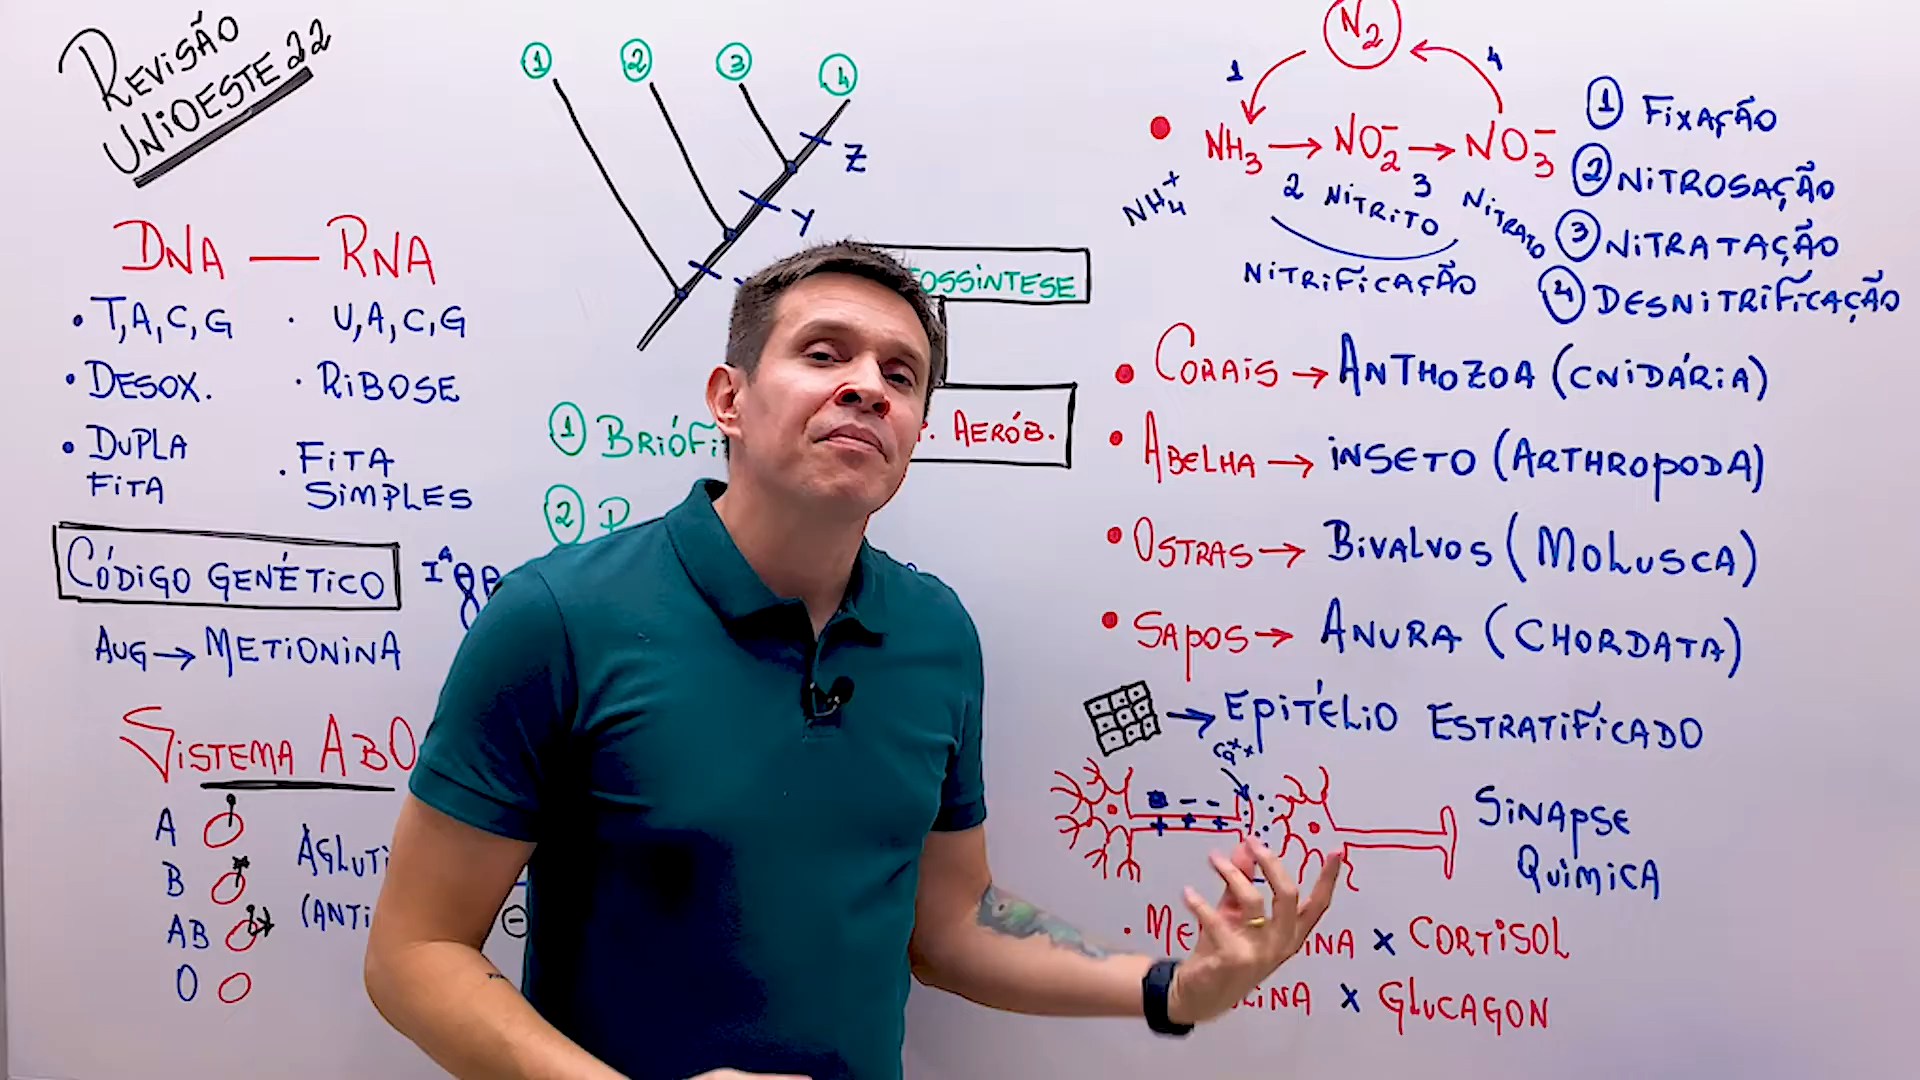 REVISÃO
UNIOESTE 22
DNA — RNA
• T, A, C, G
• U, A, C, G
• DESOX.
• RIBOSE
• DUPLA
FITA
• FITA
SIMPLES
CÓDIGO GENÉTICO
AUG → METIONINA
SISTEMA ABO
A
B
AB
O
1 2 3 4
Z
Y
1
2
N2
1
4
• NH3 → NO2- → NO3-
NH4+
2 NITRITO 3 NITRATO
NITRIFICAÇÃO
1 FIXAÇÃO
2 NITROSAÇÃO
3 NITRATAÇÃO
4 DESNITRIFICAÇÃO
AERÓB.
• CORAIS → ANTHOZOA (CNIDÁRIA)
• ABELHA → INSETO (ARTHROPODA)
• OSTRAS → BIVALVOS (MOLUSCA)
• SAPOS → ANURA (CHORDATA)
→ EPITÉLIO ESTRATIFICADO
Ca++
- -
+ + +
SINAPSE
QUÍMICA
x CORTISOL
x GLUCAGON